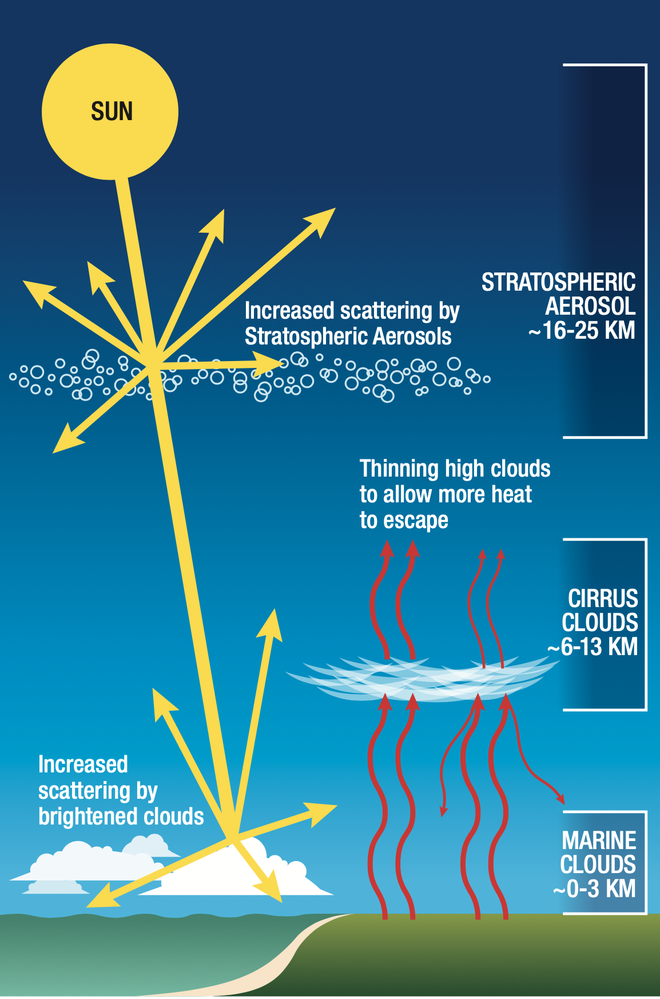 SUN
Increased scattering by
Stratospheric Aerosols
STRATOSPHERIC
AEROSOL
~16-25 KM
Thinning high clouds
to allow more heat
to escape
CIRRUS
CLOUDS
~6-13 KM
Increased
scattering by
brightened clouds
MARINE
CLOUDS
~0-3 KM